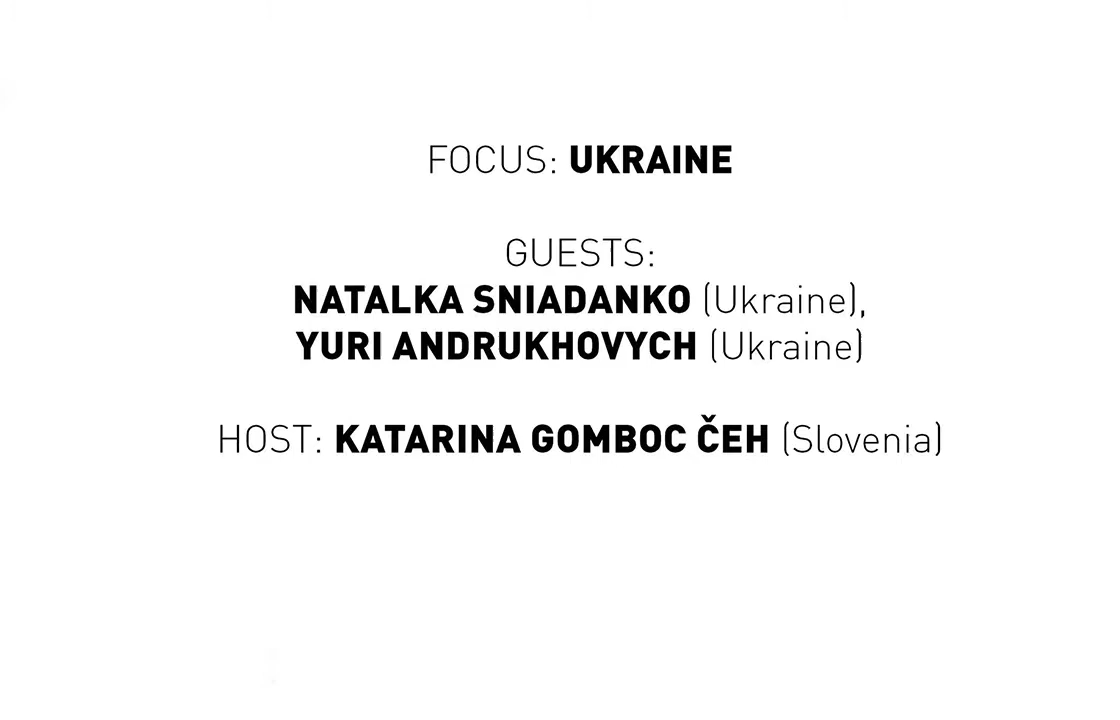 FOCUS: UKRAINE
GUESTS:
NATALKA SNIADANKO (Ukraine),
YURI ANDRUKHOVYCH (Ukraine)
HOST: KATARINA GOMBOC ČEH (Slovenia)